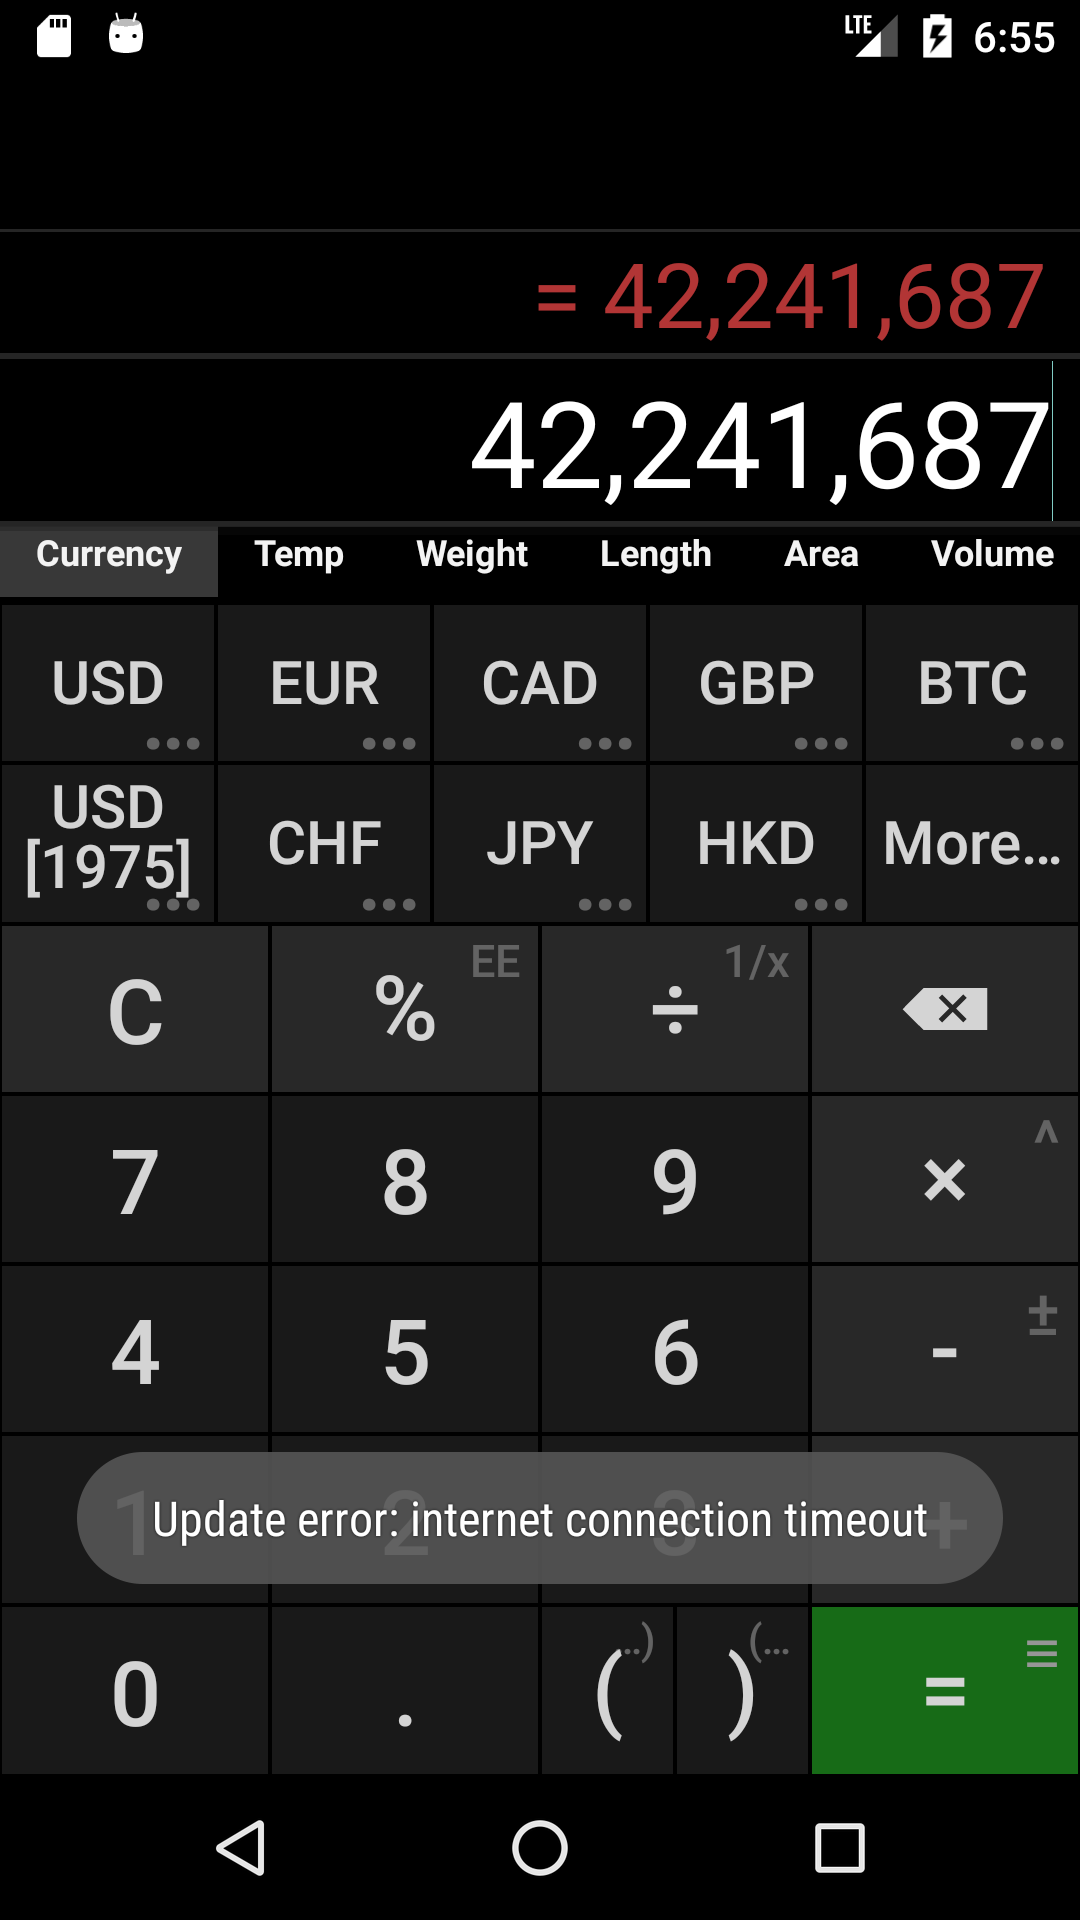 LTE 6:55
= 42,241,687
42,241,687
Currency Temp Weight Length Area Volume
USD EUR CAD GBP BTC
USD [1975] CHF JPY HKD More...
C % EE ÷ 1/x
7 8 9 × ^
4 5 6 - ±
1 2 3 +
Update error: internet connection timeout
0 . ( ..) ) (... =